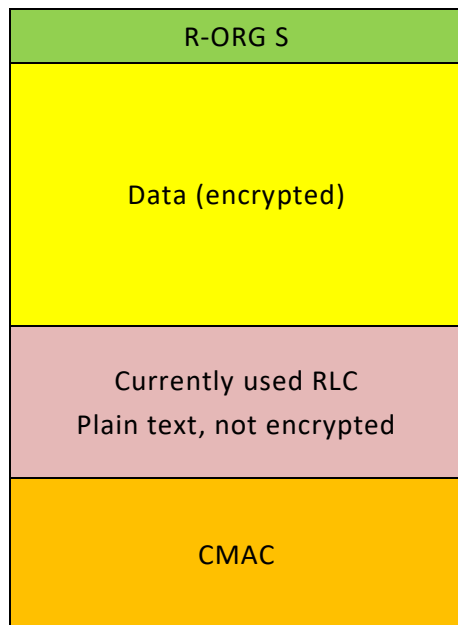 R-ORG S
Data (encrypted)
Currently used RLC
Plain text, not encrypted
CMAC